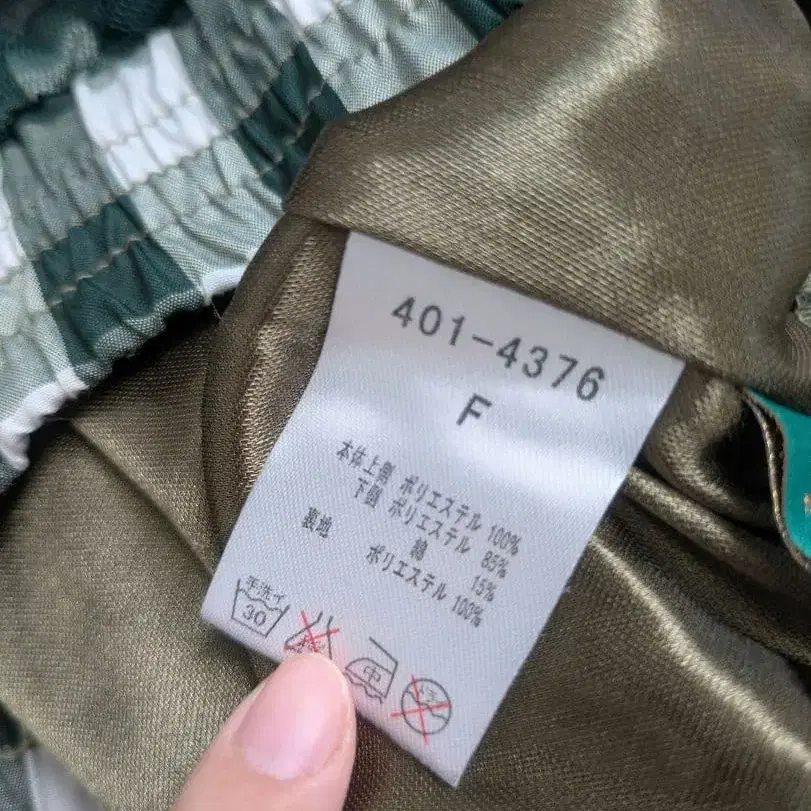 401-4376
F
本体上側 ポリエステル 100%
下側 ポリエステル 85%
綿 15%
裏地 ポリエステル 100%
手洗イ
30
中
ドライ